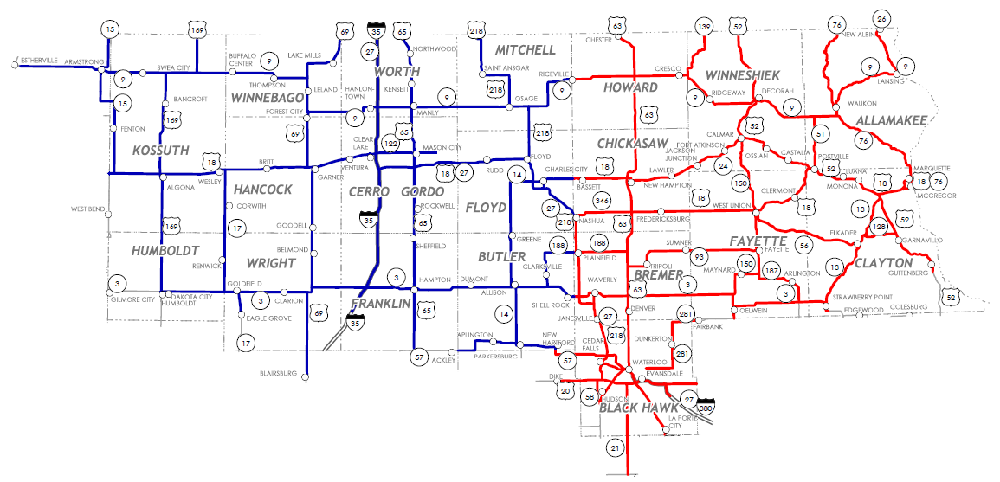 15
169
69
35
65
218
63
139
52
76
26
27
CHESTER
NEW ALBIN
MITCHELL
NORTHWOOD
ESTHERVILLE
ARMSTRONG
SWEA CITY
BUFFALO
CENTER
9
LAKE MILLS
WORTH
SAINT ANSGAR
RICEVILLE
CRESCO
WINNESHIEK
9
9
LANSING
9
THOMPSON
LELAND
HANLON-
TOWN
KENSETT
218
9
HOWARD
RIDGEWAY
DECORAH
9
15
BANCROFT
WINNEBAGO
9
OSAGE
9
WAUKON
FOREST CITY
9
MANLY
63
9
ALLAMAKEE
169
FENTON
69
CLEAR
LAKE
122
65
218
CHICKASAW
CALMAR
52
51
76
KOSSUTH
MASON CITY
FORT ATKINSON
JACKSON
JUNCTION
OSSIAN
CASTALIA
POSTVILLE
18
BRITT
VENTURA
RUDD
FLOYD
CHARLES CITY
18
LAWLER
24
52
LUANA
MARQUETTE
WESLEY
GARNER
18
27
14
BASSETT
NEW HAMPTON
150
MONONA
18
18
76
ALGONA
HANCOCK
CERRO GORDO
346
18
CLERMONT
MCGREGOR
WEST BEND
CORWITH
ROCKWELL
FLOYD
27
WEST UNION
18
13
52
35
65
218
NASHUA
63
FREDERICKSBURG
169
17
GOODELL
128
HUMBOLDT
SHEFFIELD
GREENE
188
188
SUMNER
FAYETTE
56
ELKADER
GARNAVILLO
RENWICK
WRIGHT
BELMOND
BUTLER
CLARKSVILLE
PLAINFIELD
93
FAYETTE
TRIPOLI
MAYNARD
150
187
ARLINGTON
13
CLAYTON
GUTTENBERG
3
GOLDFIELD
3
HAMPTON
DUMONT
WAVERLY
BREMER
3
GILMORE CITY
DAKOTA CITY
HUMBOLDT
3
CLARION
ALLISON
63
3
STRAWBERRY POINT
52
FRANKLIN
SHELL ROCK
DENVER
OELWEIN
EDGEWOOD
COLESBURG
EAGLE GROVE
69
35
65
14
JANESVILLE
27
281
FAIRBANK
17
57
APLINGTON
NEW
HARTFORD
CEDAR
FALLS
218
DUNKERTON
281
ACKLEY
PARKERSBURG
57
WATERLOO
BLAIRSBURG
DIKE
20
EVANSDALE
58
HUDSON
BLACK HAWK
27
380
LA PORTE
CITY
21